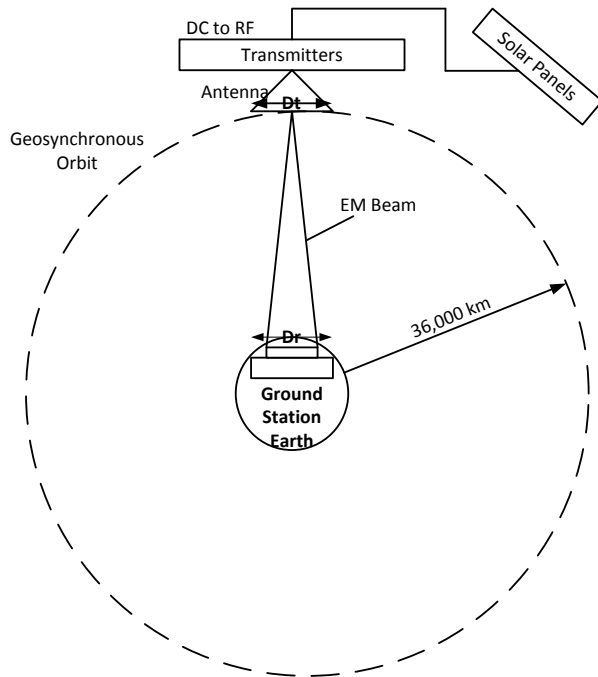 DC to RF
Transmitters
Solar Panels
Antenna
Dt
Geosynchronous
Orbit
EM Beam
36,000 km
Dr
Ground
Station
Earth